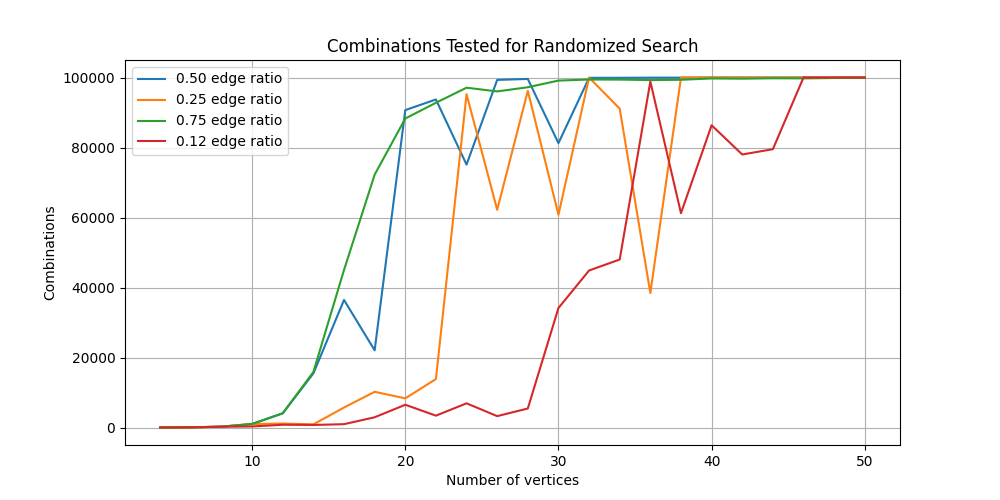 Combinations Tested for Randomized Search
100000
80000
60000
40000
20000
0
Combinations
0.50 edge ratio
0.25 edge ratio
0.75 edge ratio
0.12 edge ratio
10 20 30 40 50
Number of vertices